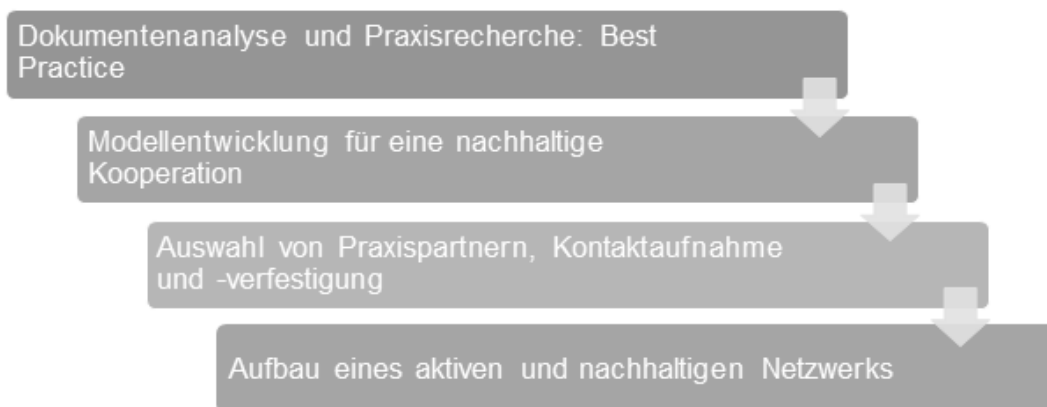 Dokumentenanalyse und Praxisrecherche: Best
Practice
Modellentwicklung für eine nachhaltige
Kooperation
Auswahl von Praxispartnern, Kontaktaufnahme
und -verfestigung
Aufbau eines aktiven und nachhaltigen Netzwerks